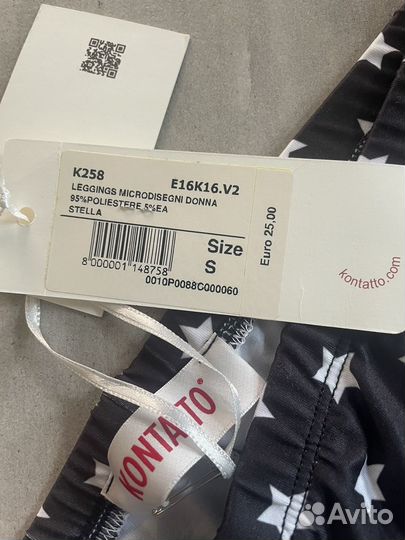 K258 E16K16.V2
LEGGINGS MICRODISEGNI DONNA
95%POLIESTERE 5%EA
STELLA
8 000001 148758
Size
S
0010P0088C000060
Euro 25,00
kontatto.com
KONTATTO
Avito